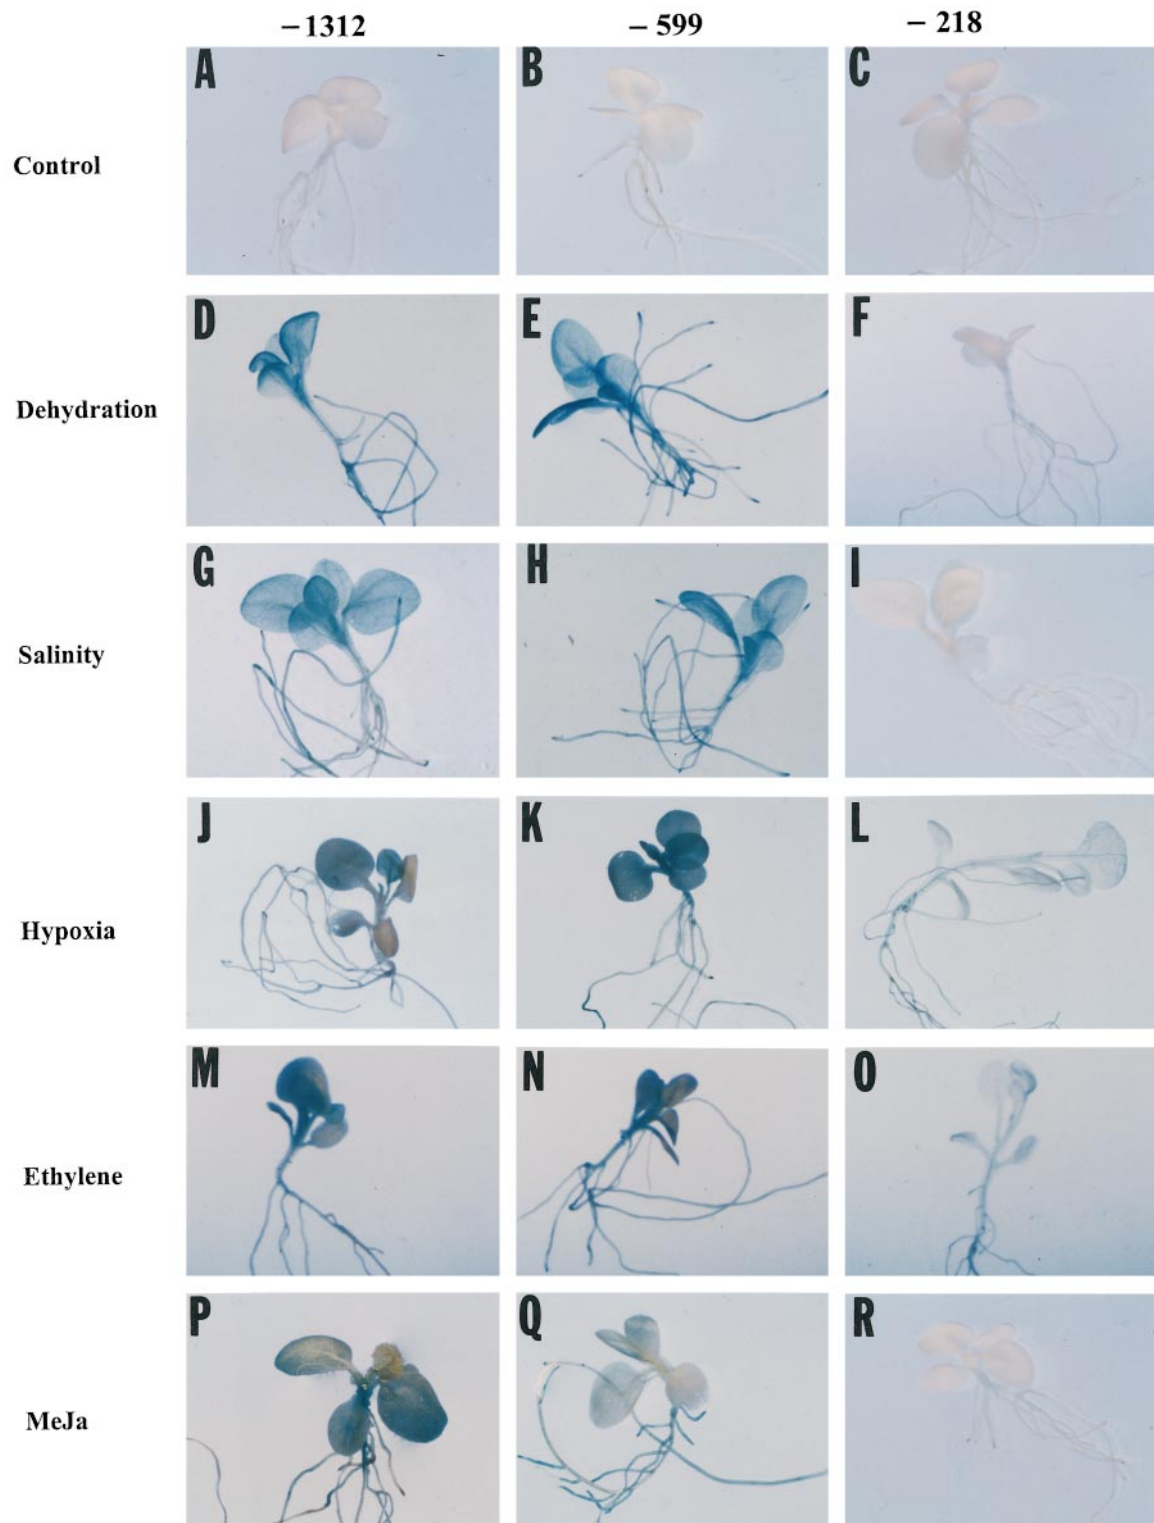 −1312 − 599 − 218
A B C
Control
D E F
Dehydration
G H I
Salinity
J K L
Hypoxia
M N O
Ethylene
P Q R
MeJa